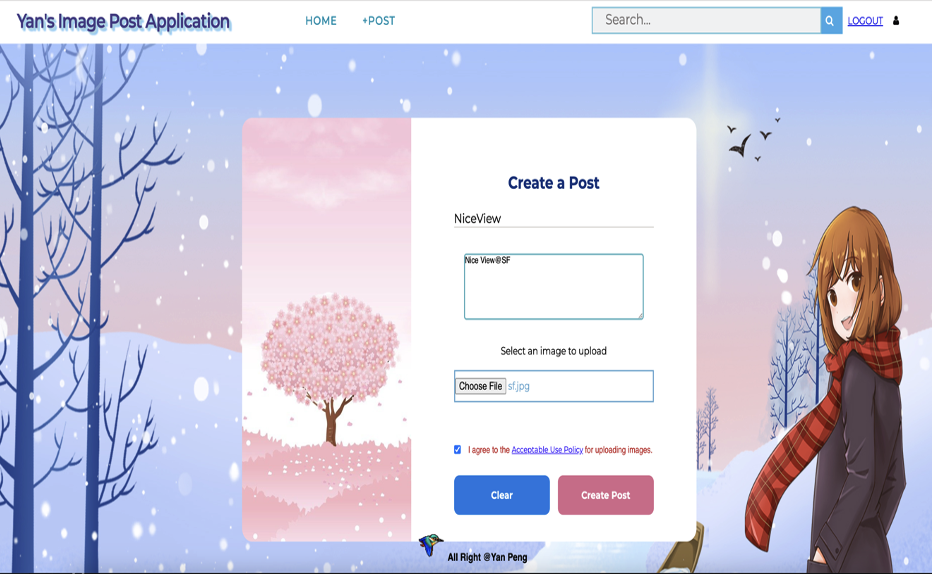 Yan's Image Post Application
HOME
+POST
Search...
LOGOUT
Create a Post
NiceView
Nice View@SF
Select an image to upload
Choose File sf.jpg
I agree to the Acceptable Use Policy for uploading images.
Clear
Create Post
All Right @Yan Peng